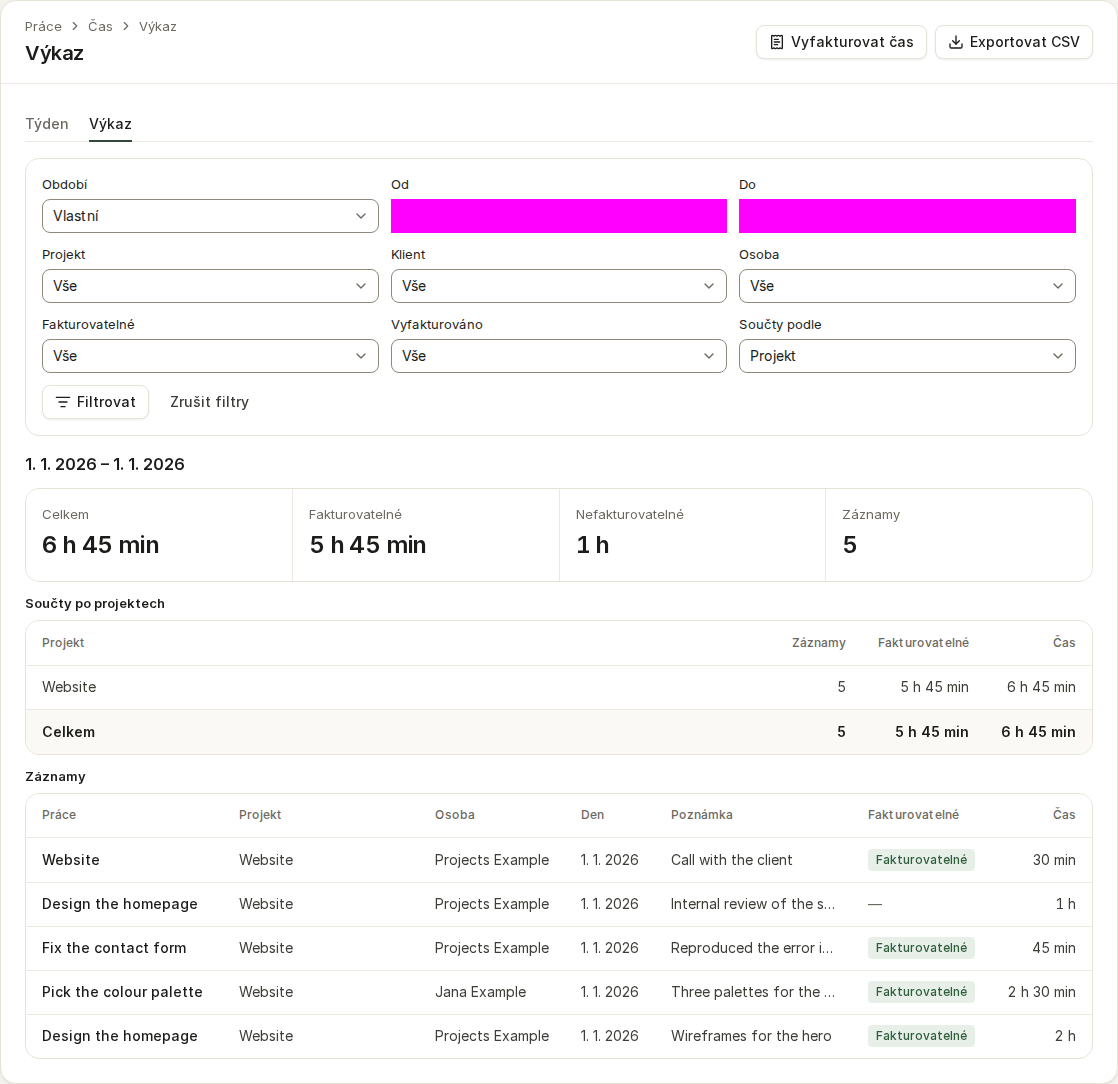 Práce > Čas > Výkaz
Výkaz
Vyfakturovat čas
Exportovat CSV
Týden
Výkaz
Období
Od
Do
Vlastní
Projekt
Klient
Osoba
Vše
Vše
Vše
Fakturovatelné
Vyfakturováno
Součty podle
Vše
Vše
Projekt
Filtrovat
Zrušit filtry
1. 1. 2026 – 1. 1. 2026
Celkem
Fakturovatelné
Nefakturovatelné
Záznamy
6 h 45 min
5 h 45 min
1 h
5
Součty po projektech
Projekt Záznamy Fakturovatelné Čas
Website 5 5 h 45 min 6 h 45 min
Celkem 5 5 h 45 min 6 h 45 min
Záznamy
Práce Projekt Osoba Den Poznámka Fakturovatelné Čas
Website Website Projects Example 1. 1. 2026 Call with the client Fakturovatelné 30 min
Design the homepage Website Projects Example 1. 1. 2026 Internal review of the s… — 1 h
Fix the contact form Website Projects Example 1. 1. 2026 Reproduced the error i… Fakturovatelné 45 min
Pick the colour palette Website Jana Example 1. 1. 2026 Three palettes for the … Fakturovatelné 2 h 30 min
Design the homepage Website Projects Example 1. 1. 2026 Wireframes for the hero Fakturovatelné 2 h